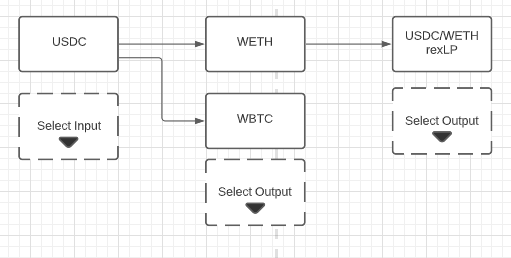 USDC
WETH
USDC/WETH
rexLP
Select Input
WBTC
Select Output
Select Output